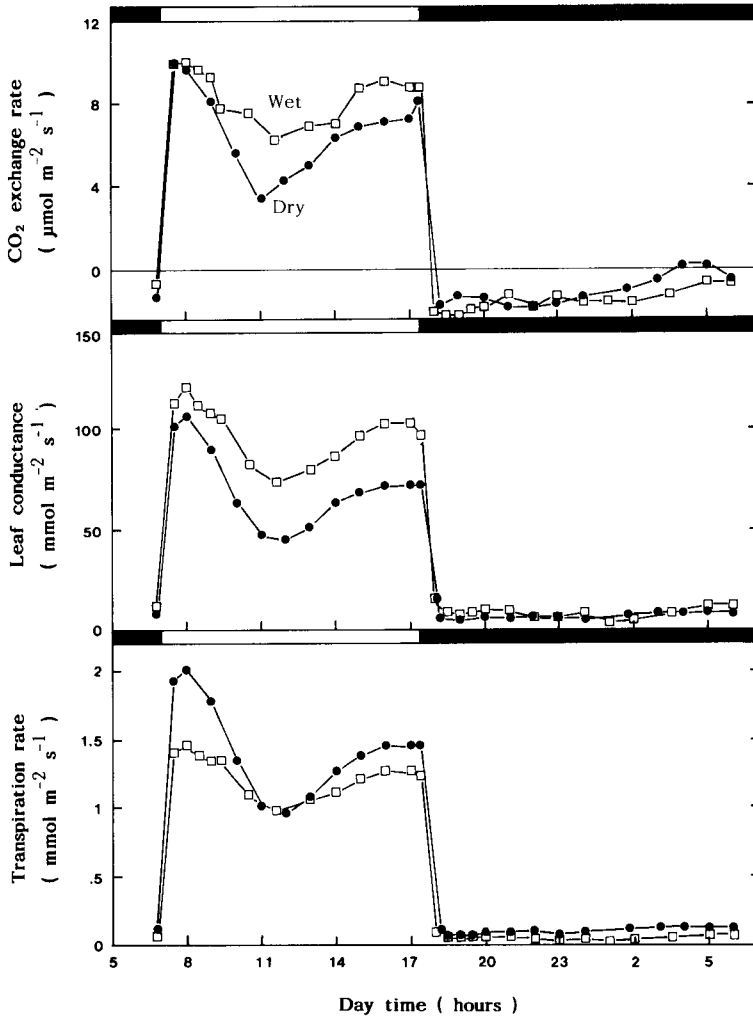 12
8
4
0
CO₂ exchange rate
( µmol m⁻² s⁻¹ )
Wet
Dry
150
100
50
0
Leaf conductance
( mmol m⁻² s⁻¹ )
2
1.5
1
.5
0
Transpiration rate
( mmol m⁻² s⁻¹ )
5 8 11 14 17 20 23 2 5
Day time ( hours )